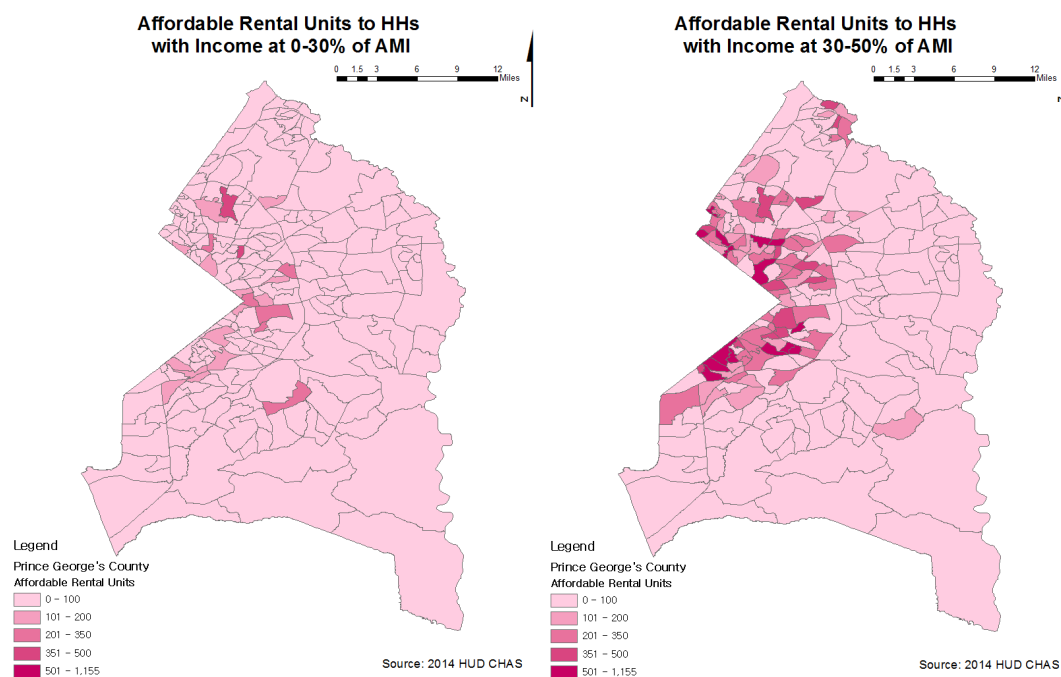 Affordable Rental Units to HHs
with Income at 0-30% of AMI
0 1.5 3 6 9 12
Miles
N
Legend
Prince George's County
Affordable Rental Units
0 - 100
101 - 200
201 - 350
351 - 500
501 - 1,155
Source: 2014 HUD CHAS
Affordable Rental Units to HHs
with Income at 30-50% of AMI
0 1.5 3 6 9 12
Miles
N
Legend
Prince George's County
Affordable Rental Units
0 - 100
101 - 200
201 - 350
351 - 500
501 - 1,155
Source: 2014 HUD CHAS